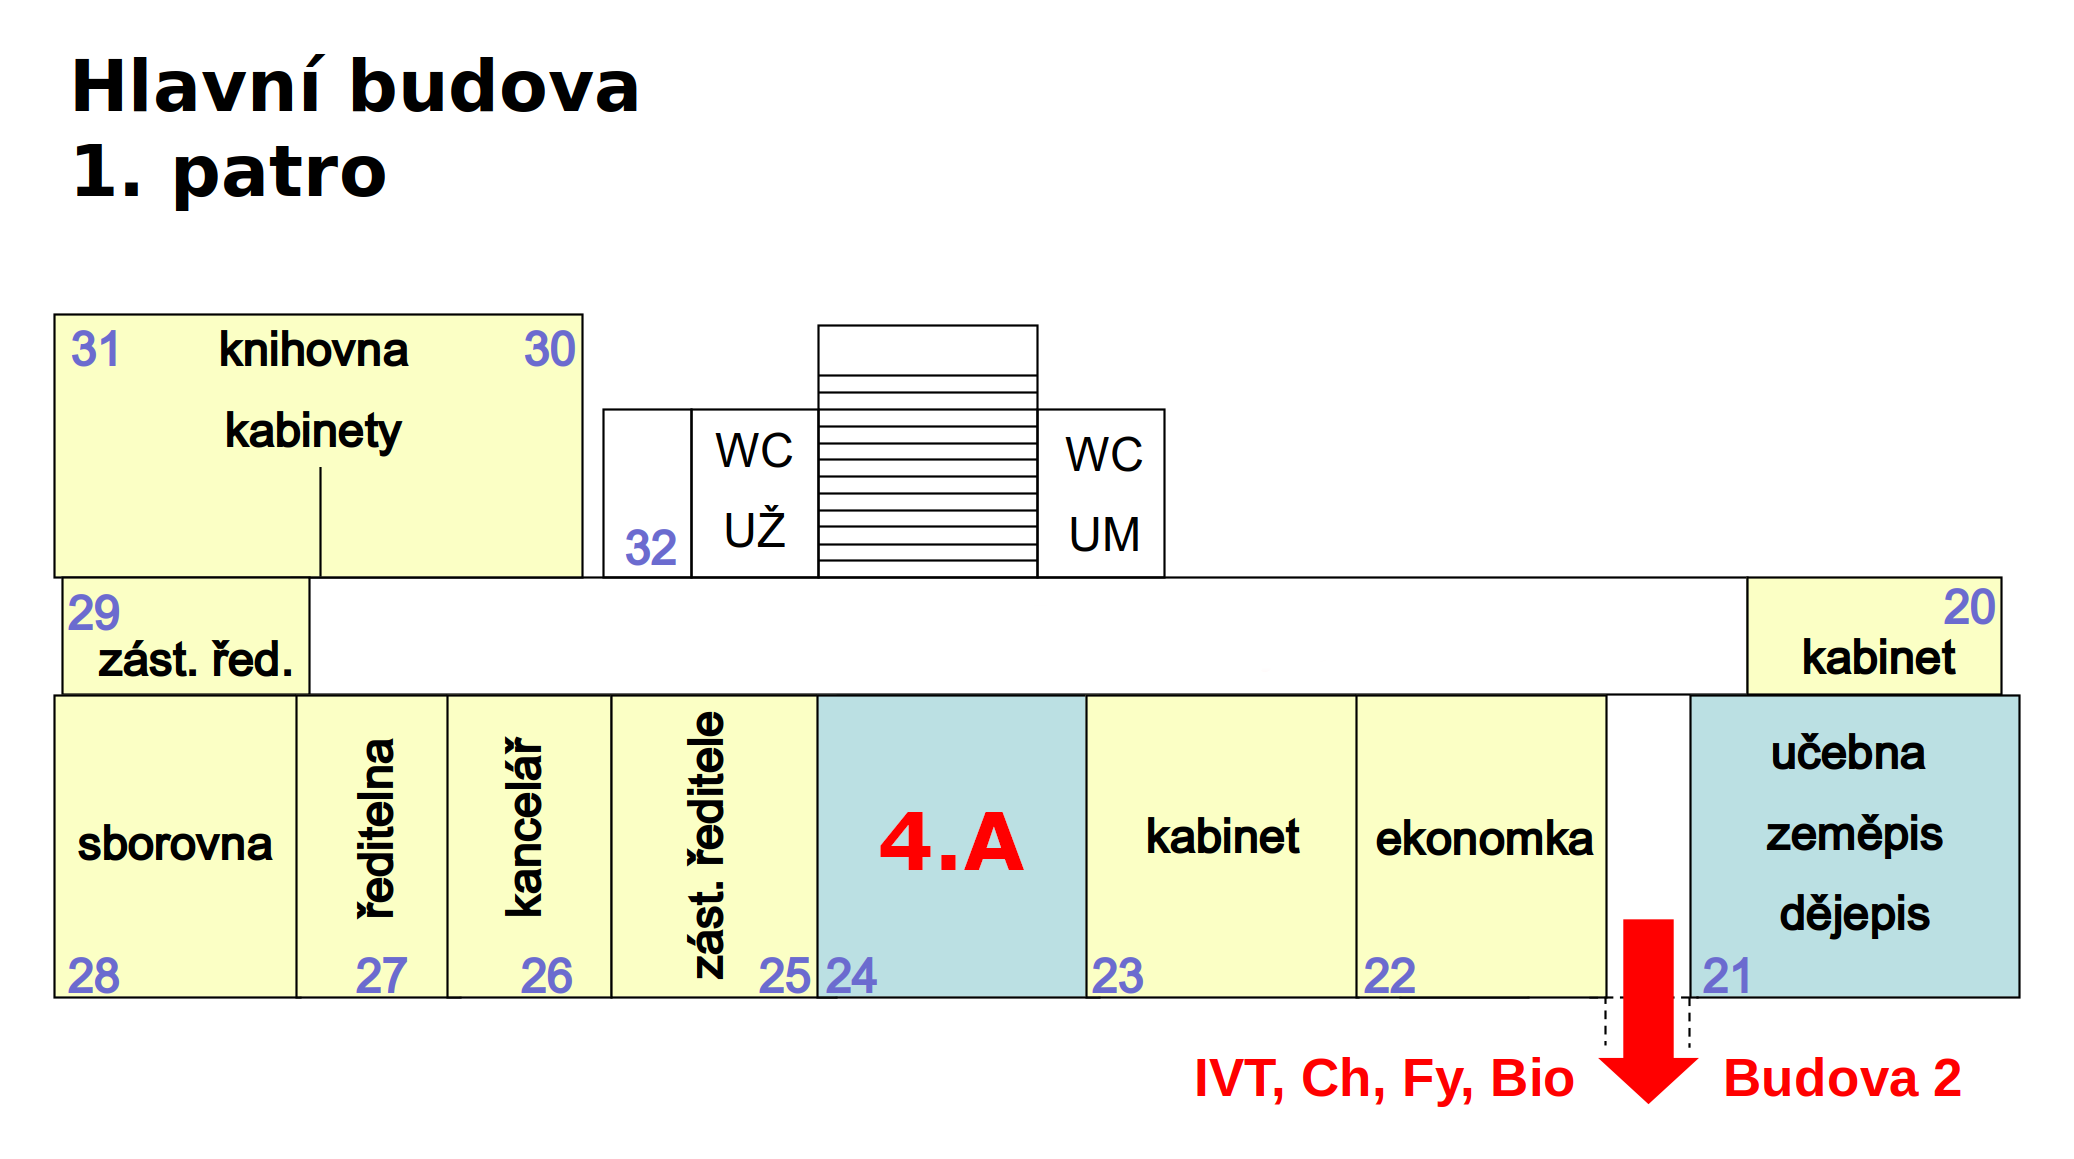 Hlavní budova
1. patro
31 knihovna 30
kabinety
32
WC
UŽ
WC
UM
29
zást. řed.
20
kabinet
sborovna
28
ředitelna
27
kancelář
26
zást. ředitele
25
4.A
24
kabinet
23
ekonomka
22
učebna
zeměpis
dějepis
21
IVT, Ch, Fy, Bio
Budova 2